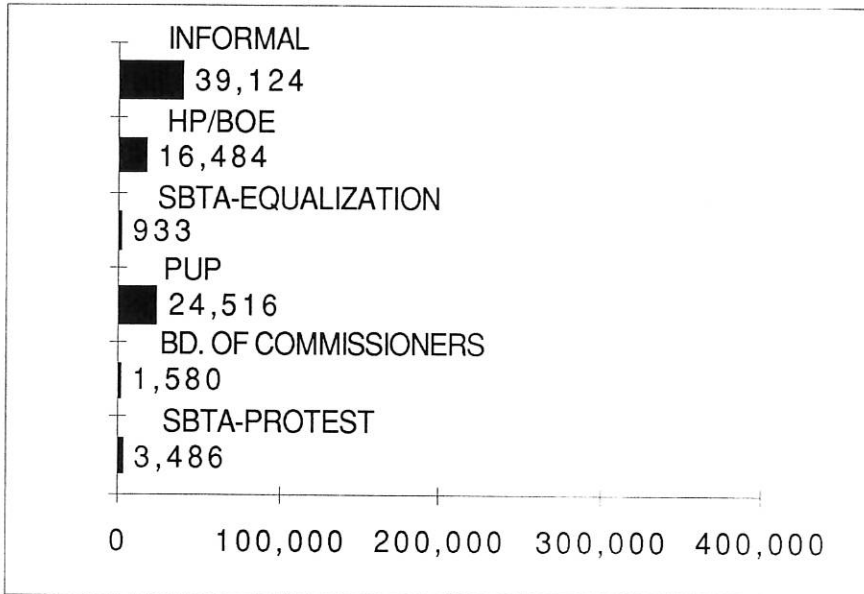 INFORMAL
39,124
HP/BOE
16,484
SBTA-EQUALIZATION
933
PUP
24,516
BD. OF COMMISSIONERS
1,580
SBTA-PROTEST
3,486
0 100,000 200,000 300,000 400,000